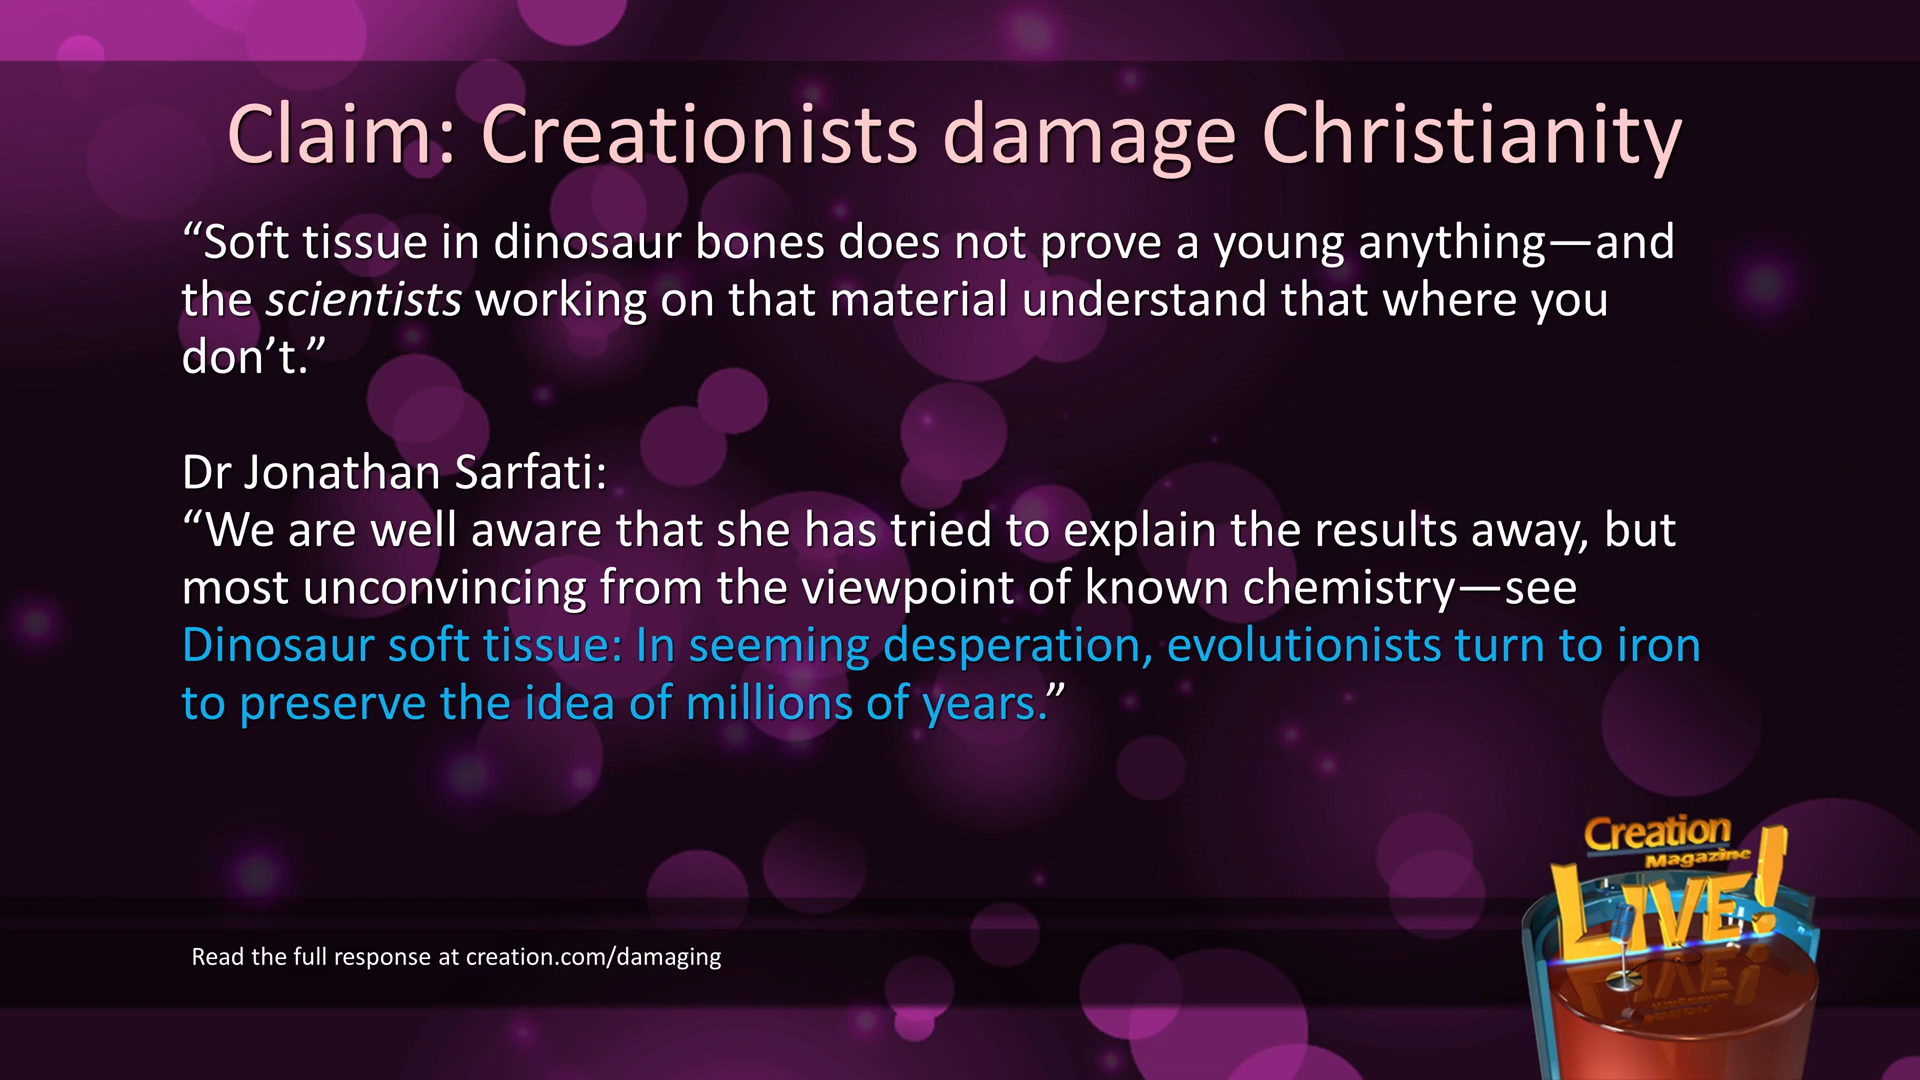 Claim: Creationists damage Christianity
“Soft tissue in dinosaur bones does not prove a young anything—and
the scientists working on that material understand that where you
don’t.”
Dr Jonathan Sarfati:
“We are well aware that she has tried to explain the results away, but
most unconvincing from the viewpoint of known chemistry—see
Dinosaur soft tissue: In seeming desperation, evolutionists turn to iron
to preserve the idea of millions of years.”
Read the full response at creation.com/damaging
Creation
Magazine
LIVE!